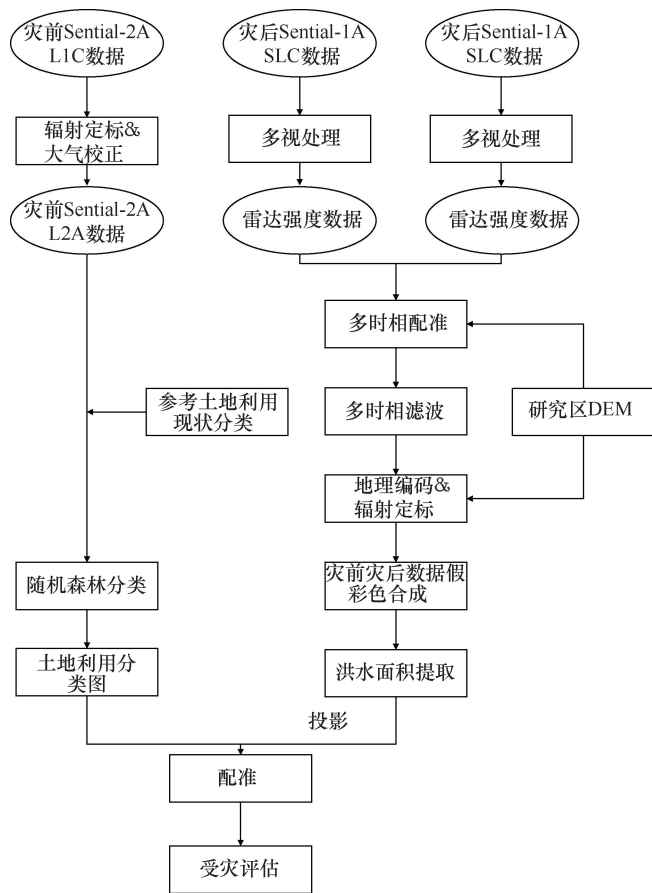 灾前Sential-2A
L1C数据
灾后Sential-1A
SLC数据
灾后Sential-1A
SLC数据
辐射定标&
大气校正
多视处理
多视处理
灾前Sential-2A
L2A数据
雷达强度数据
雷达强度数据
多时相配准
参考土地利用
现状分类
多时相滤波
研究区DEM
地理编码&
辐射定标
随机森林分类
灾前灾后数据假
彩色合成
土地利用分
类图
洪水面积提取
投影
配准
受灾评估